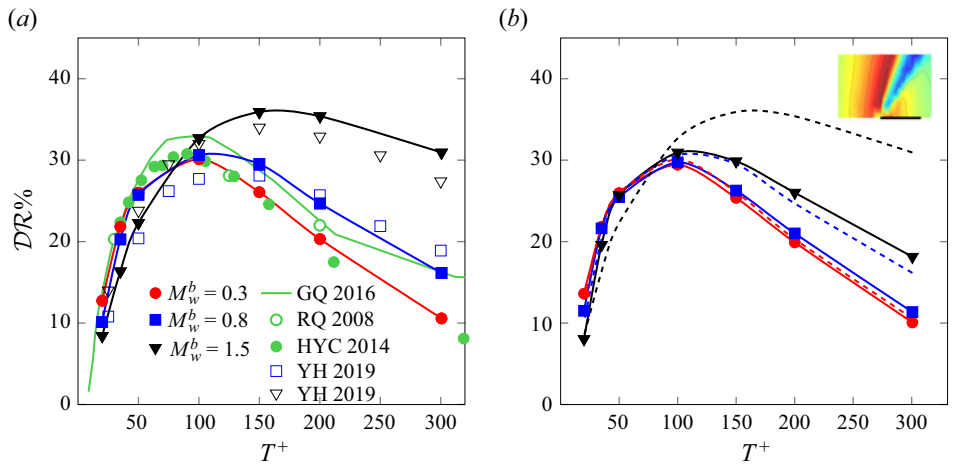 (a)
(b)
DR%
40
30
20
10
0
M_w^b = 0.3
M_w^b = 0.8
M_w^b = 1.5
GQ 2016
RQ 2008
HYC 2014
YH 2019
YH 2019
0 50 100 150 200 250 300
T+
40
30
20
10
0
0 50 100 150 200 250 300
T+